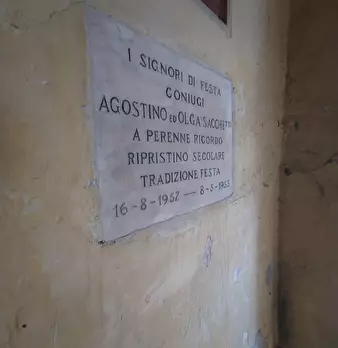 I SIGNORI DI FESTA
CONIUGI
AGOSTINO ED OLGA SACCHETTI
A PERENNE RICORDO
RIPRISTINO SECOLARE
TRADIZIONE FESTA
16-8-1952 — 8-5-1953